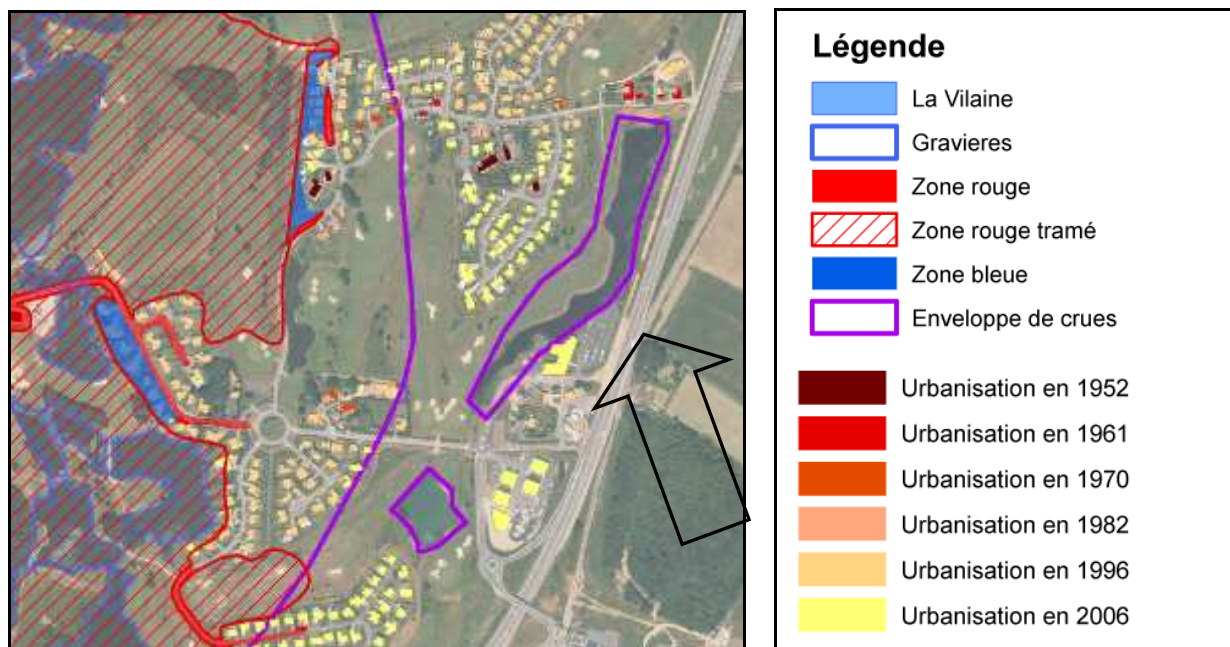 Légende
La Vilaine
Gravieres
Zone rouge
Zone rouge tramé
Zone bleue
Enveloppe de crues
Urbanisation en 1952
Urbanisation en 1961
Urbanisation en 1970
Urbanisation en 1982
Urbanisation en 1996
Urbanisation en 2006